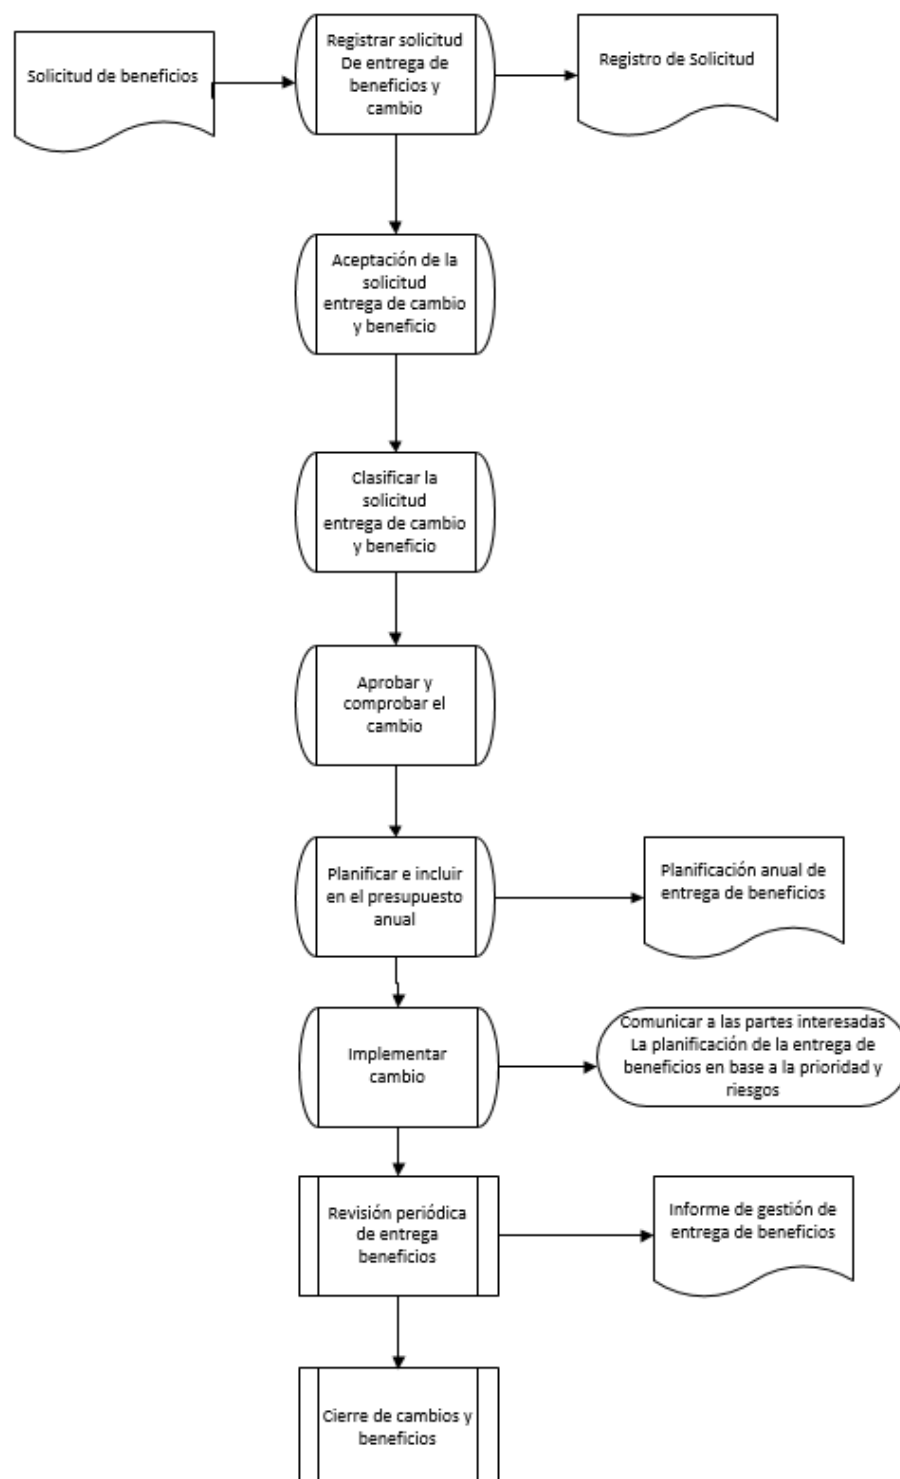 Solicitud de beneficios
Registrar solicitud
De entrega de
beneficios y
cambio
Registro de Solicitud
Aceptación de la
solicitud
entrega de cambio
y beneficio
Clasificar la
solicitud
entrega de cambio
y beneficio
Aprobar y
comprobar el
cambio
Planificar e incluir
en el presupuesto
anual
Planificación anual de
entrega de beneficios
Implementar
cambio
Comunicar a las partes interesadas
La planificación de la entrega de
beneficios en base a la prioridad y
riesgos
Revisión periódica
de entrega
beneficios
Informe de gestión de
entrega de beneficios
Cierre de cambios y
beneficios